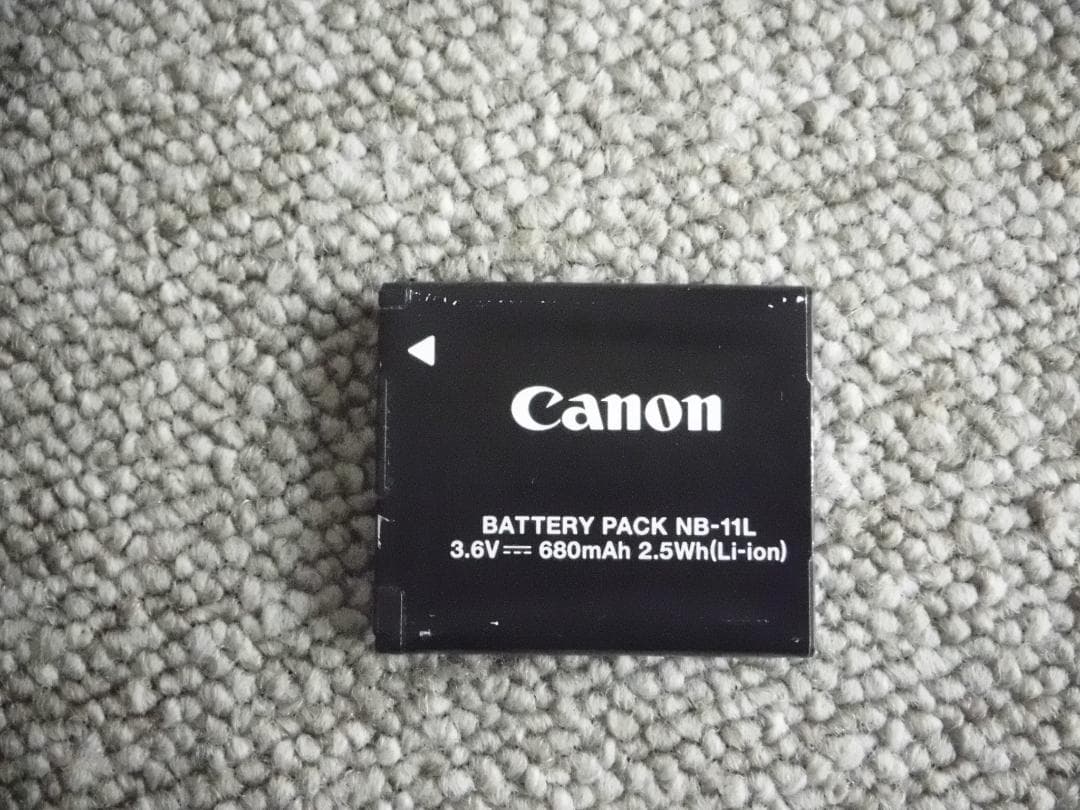 Canon
BATTERY PACK NB-11L
3.6V⎓ 680mAh 2.5Wh(Li-ion)